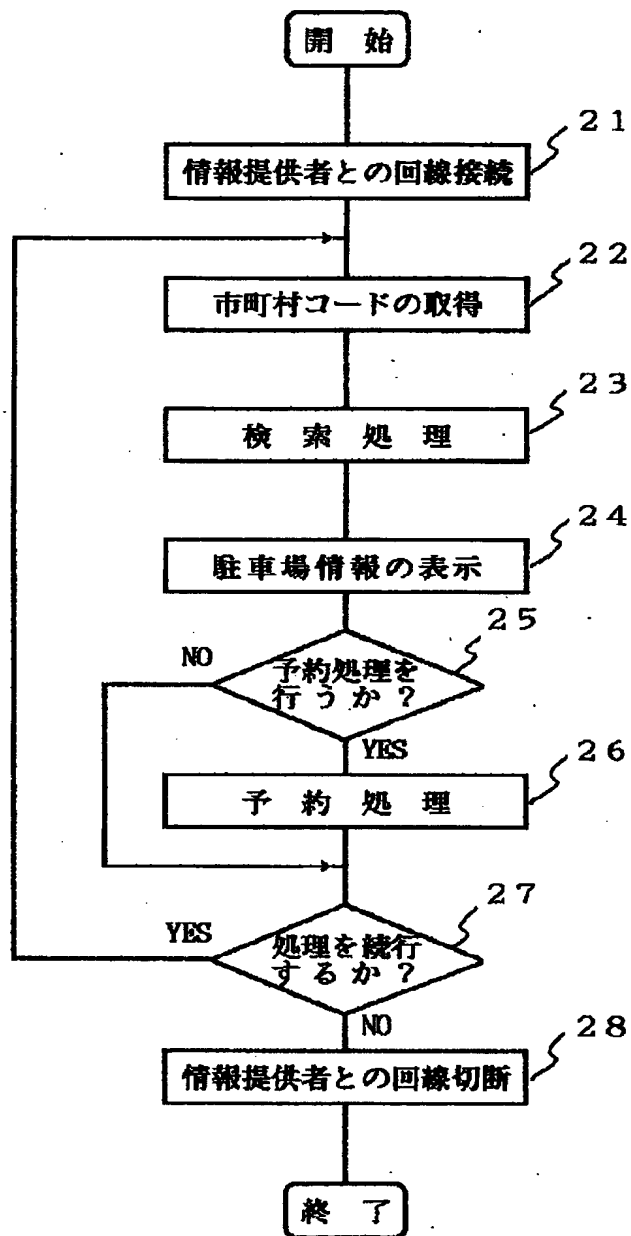 開始
21
情報提供者との回線接続
22
市町村コードの取得
23
検索処理
24
駐車場情報の表示
25
NO
予約処理を
行うか?
YES
26
予約処理
27
YES
処理を続行
するか?
NO
28
情報提供者との回線切断
終了